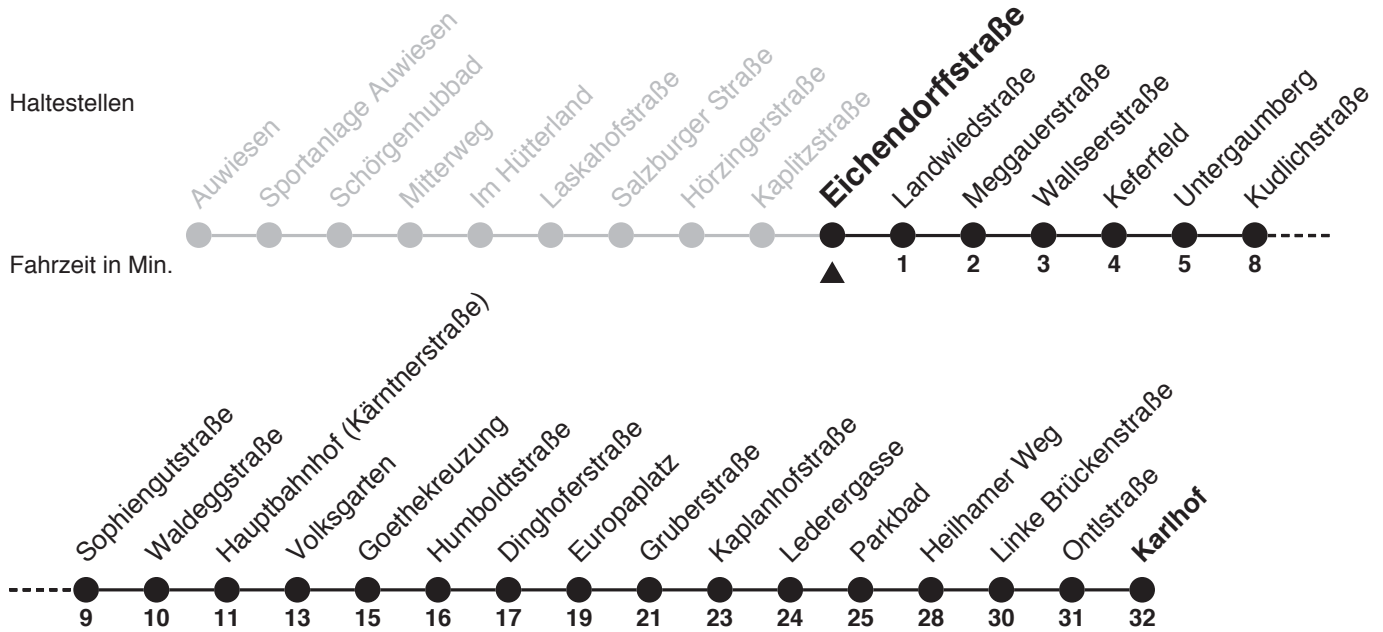 Haltestellen
Auwiesen
Sportanlage Auwiesen
Schörgenhubbad
Mitterweg
Im Hütterland
Laskahofstraße
Salzburger Straße
Hörzingerstraße
Kaplitzstraße
Eichendorffstraße
Landwiedstraße
Meggauerstraße
Wallseerstraße
Keferfeld
Untergaumberg
Kudlichstraße
Fahrzeit in Min.
1 2 3 4 5 8
Sophiengutstraße
Waldeggstraße
Hauptbahnhof (Kärntnerstraße)
Volksgarten
Goethekreuzung
Humboldtstraße
Dinghoferstraße
Europaplatz
Gruberstraße
Kaplanhofstraße
Lederergasse
Parkbad
Heilhamer Weg
Linke Brückenstraße
Ontlstraße
Karlhof
9 10 11 13 15 16 17 19 21 23 24 25 28 30 31 32